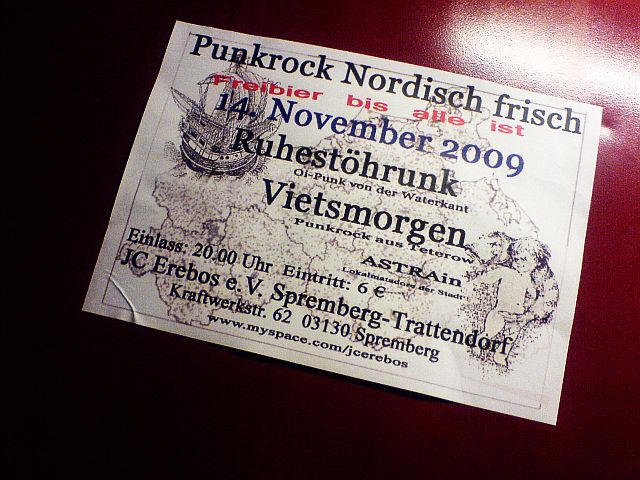 Punkrock Nordisch frisch
Freibier bis alle ist
14. November 2009
Ruhestöhrunk
Oi-Punk von der Waterkant
Vietsmorgen
Punkrock aus Teterow
ASTRAin
Lokalmatadore der Stadt
Einlass: 20.00 Uhr Eintritt: 6 €
JC Erebos e. V. Spremberg-Trattendorf
Kraftwerkstr. 62 03130 Spremberg
www.myspace.com/jcerebos